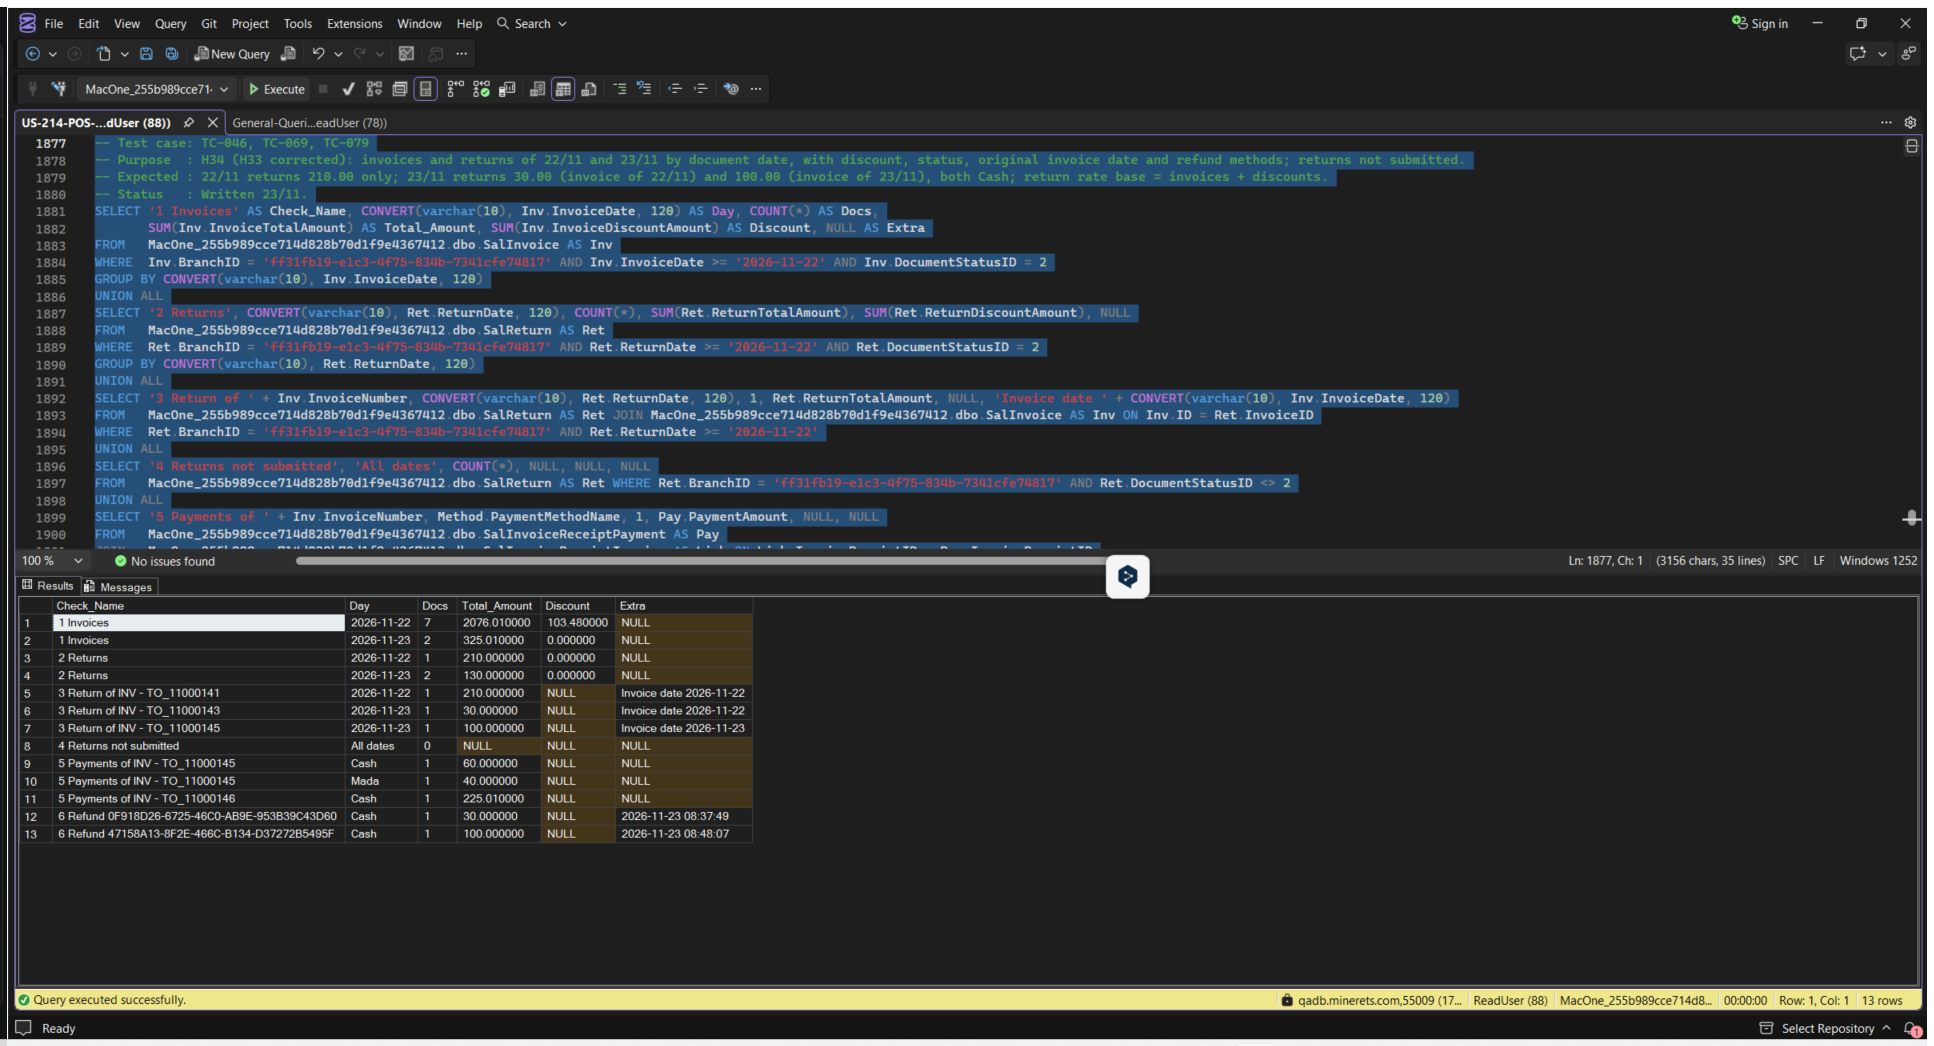 File Edit View Query Git Project Tools Extensions Window Help Search Sign in
New Query
MacOne_255b989cce71 Execute
US-214-POS-...dUser (88)) General-Queri...eadUser (78))
1877 -- Test case: TC-046, TC-069, TC-079
1878 -- Purpose : H34 (H33 corrected): invoices and returns of 22/11 and 23/11 by document date, with discount, status, original invoice date and refund methods; returns not submitted.
1879 -- Expected : 22/11 returns 210.00 only; 23/11 returns 30.00 (invoice of 22/11) and 100.00 (invoice of 23/11), both Cash; return rate base = invoices + discounts.
1880 -- Status : Written 23/11.
1881 SELECT '1 Invoices' AS Check_Name, CONVERT(varchar(10), Inv.InvoiceDate, 120) AS Day, COUNT(*) AS Docs,
1882 SUM(Inv.InvoiceTotalAmount) AS Total_Amount, SUM(Inv.InvoiceDiscountAmount) AS Discount, NULL AS Extra
1883 FROM MacOne_255b989cce714d828b70d1f9e4367412.dbo.SalInvoice AS Inv
1884 WHERE Inv.BranchID = 'ff31fb19-e1c3-4f75-834b-7341cfe74817' AND Inv.InvoiceDate >= '2026-11-22' AND Inv.DocumentStatusID = 2
1885 GROUP BY CONVERT(varchar(10), Inv.InvoiceDate, 120)
1886 UNION ALL
1887 SELECT '2 Returns', CONVERT(varchar(10), Ret.ReturnDate, 120), COUNT(*), SUM(Ret.ReturnTotalAmount), SUM(Ret.ReturnDiscountAmount), NULL
1888 FROM MacOne_255b989cce714d828b70d1f9e4367412.dbo.SalReturn AS Ret
1889 WHERE Ret.BranchID = 'ff31fb19-e1c3-4f75-834b-7341cfe74817' AND Ret.ReturnDate >= '2026-11-22' AND Ret.DocumentStatusID = 2
1890 GROUP BY CONVERT(varchar(10), Ret.ReturnDate, 120)
1891 UNION ALL
1892 SELECT '3 Return of ' + Inv.InvoiceNumber, CONVERT(varchar(10), Ret.ReturnDate, 120), 1, Ret.ReturnTotalAmount, NULL, 'Invoice date ' + CONVERT(varchar(10), Inv.InvoiceDate, 120)
1893 FROM MacOne_255b989cce714d828b70d1f9e4367412.dbo.SalReturn AS Ret JOIN MacOne_255b989cce714d828b70d1f9e4367412.dbo.SalInvoice AS Inv ON Inv.ID = Ret.InvoiceID
1894 WHERE Ret.BranchID = 'ff31fb19-e1c3-4f75-834b-7341cfe74817' AND Ret.ReturnDate >= '2026-11-22'
1895 UNION ALL
1896 SELECT '4 Returns not submitted', 'All dates', COUNT(*), NULL, NULL, NULL
1897 FROM MacOne_255b989cce714d828b70d1f9e4367412.dbo.SalReturn AS Ret WHERE Ret.BranchID = 'ff31fb19-e1c3-4f75-834b-7341cfe74817' AND Ret.DocumentStatusID <> 2
1898 UNION ALL
1899 SELECT '5 Payments of ' + Inv.InvoiceNumber, Method.PaymentMethodName, 1, Pay.PaymentAmount, NULL, NULL
1900 FROM MacOne_255b989cce714d828b70d1f9e4367412.dbo.SalInvoiceReceiptPayment AS Pay
100 % No issues found Ln: 1877, Ch: 1 (3156 chars, 35 lines) SPC LF Windows 1252
Results Messages
Check_Name Day Docs Total_Amount Discount Extra
1 1 Invoices 2026-11-22 7 2076.010000 103.480000 NULL
2 1 Invoices 2026-11-23 2 325.010000 0.000000 NULL
3 2 Returns 2026-11-22 1 210.000000 0.000000 NULL
4 2 Returns 2026-11-23 2 130.000000 0.000000 NULL
5 3 Return of INV - TO_11000141 2026-11-22 1 210.000000 NULL Invoice date 2026-11-22
6 3 Return of INV - TO_11000143 2026-11-23 1 30.000000 NULL Invoice date 2026-11-22
7 3 Return of INV - TO_11000145 2026-11-23 1 100.000000 NULL Invoice date 2026-11-23
8 4 Returns not submitted All dates 0 NULL NULL NULL
9 5 Payments of INV - TO_11000145 Cash 1 60.000000 NULL NULL
10 5 Payments of INV - TO_11000145 Mada 1 40.000000 NULL NULL
11 5 Payments of INV - TO_11000146 Cash 1 225.010000 NULL NULL
12 6 Refund 0F918D26-6725-46C0-AB9E-953B39C43D60 Cash 1 30.000000 NULL 2026-11-23 08:37:49
13 6 Refund 47158A13-8F2E-466C-B134-D37272B5495F Cash 1 100.000000 NULL 2026-11-23 08:48:07
Query executed successfully. qadb.minerets.com,55009 (17... ReadUser (88) MacOne_255b989cce714d8... 00:00:00 Row: 1, Col: 1 13 rows
Ready Select Repository 1